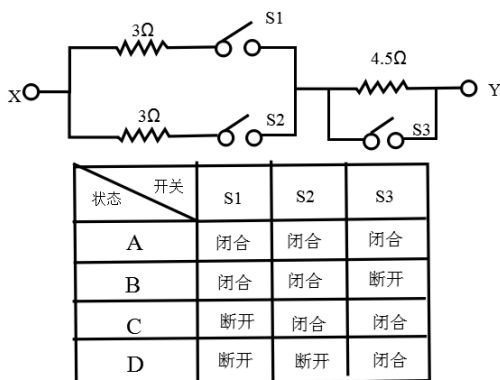 3Ω
S1
4.5Ω
X
Y
3Ω
S2
S3
状态 开关 S1 S2 S3
A 闭合 闭合 闭合
B 闭合 闭合 断开
C 断开 闭合 闭合
D 断开 断开 闭合